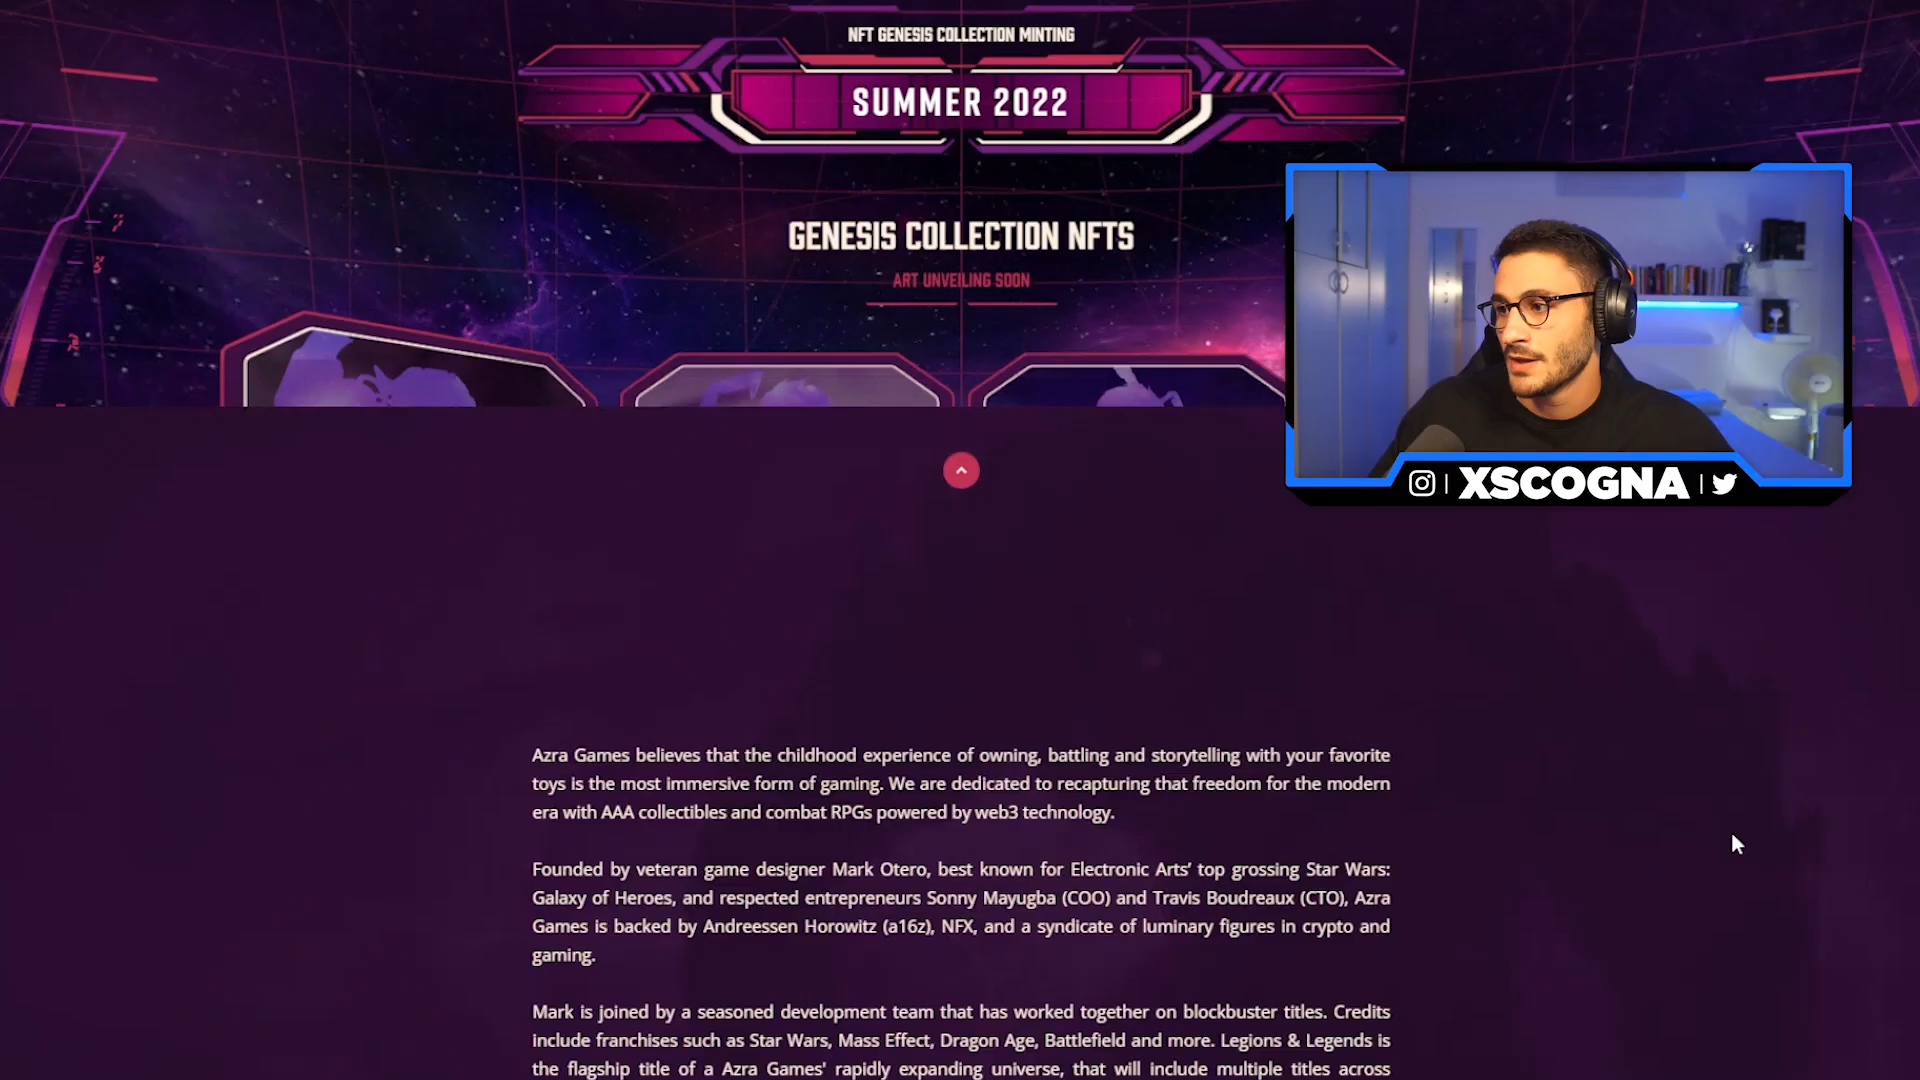 NFT GENESIS COLLECTION MINTING
SUMMER 2022
GENESIS COLLECTION NFTS
ART UNVEILING SOON
XSCOGNA
Azra Games believes that the childhood experience of owning, battling and storytelling with your favorite
toys is the most immersive form of gaming. We are dedicated to recapturing that freedom for the modern
era with AAA collectibles and combat RPGs powered by web3 technology.
Founded by veteran game designer Mark Otero, best known for Electronic Arts’ top grossing Star Wars:
Galaxy of Heroes, and respected entrepreneurs Sonny Mayugba (COO) and Travis Boudreaux (CTO), Azra
Games is backed by Andreessen Horowitz (a16z), NFX, and a syndicate of luminary figures in crypto and
gaming.
Mark is joined by a seasoned development team that has worked together on blockbuster titles. Credits
include franchises such as Star Wars, Mass Effect, Dragon Age, Battlefield and more. Legions & Legends is
the flagship title of a Azra Games' rapidly expanding universe, that will include multiple titles across